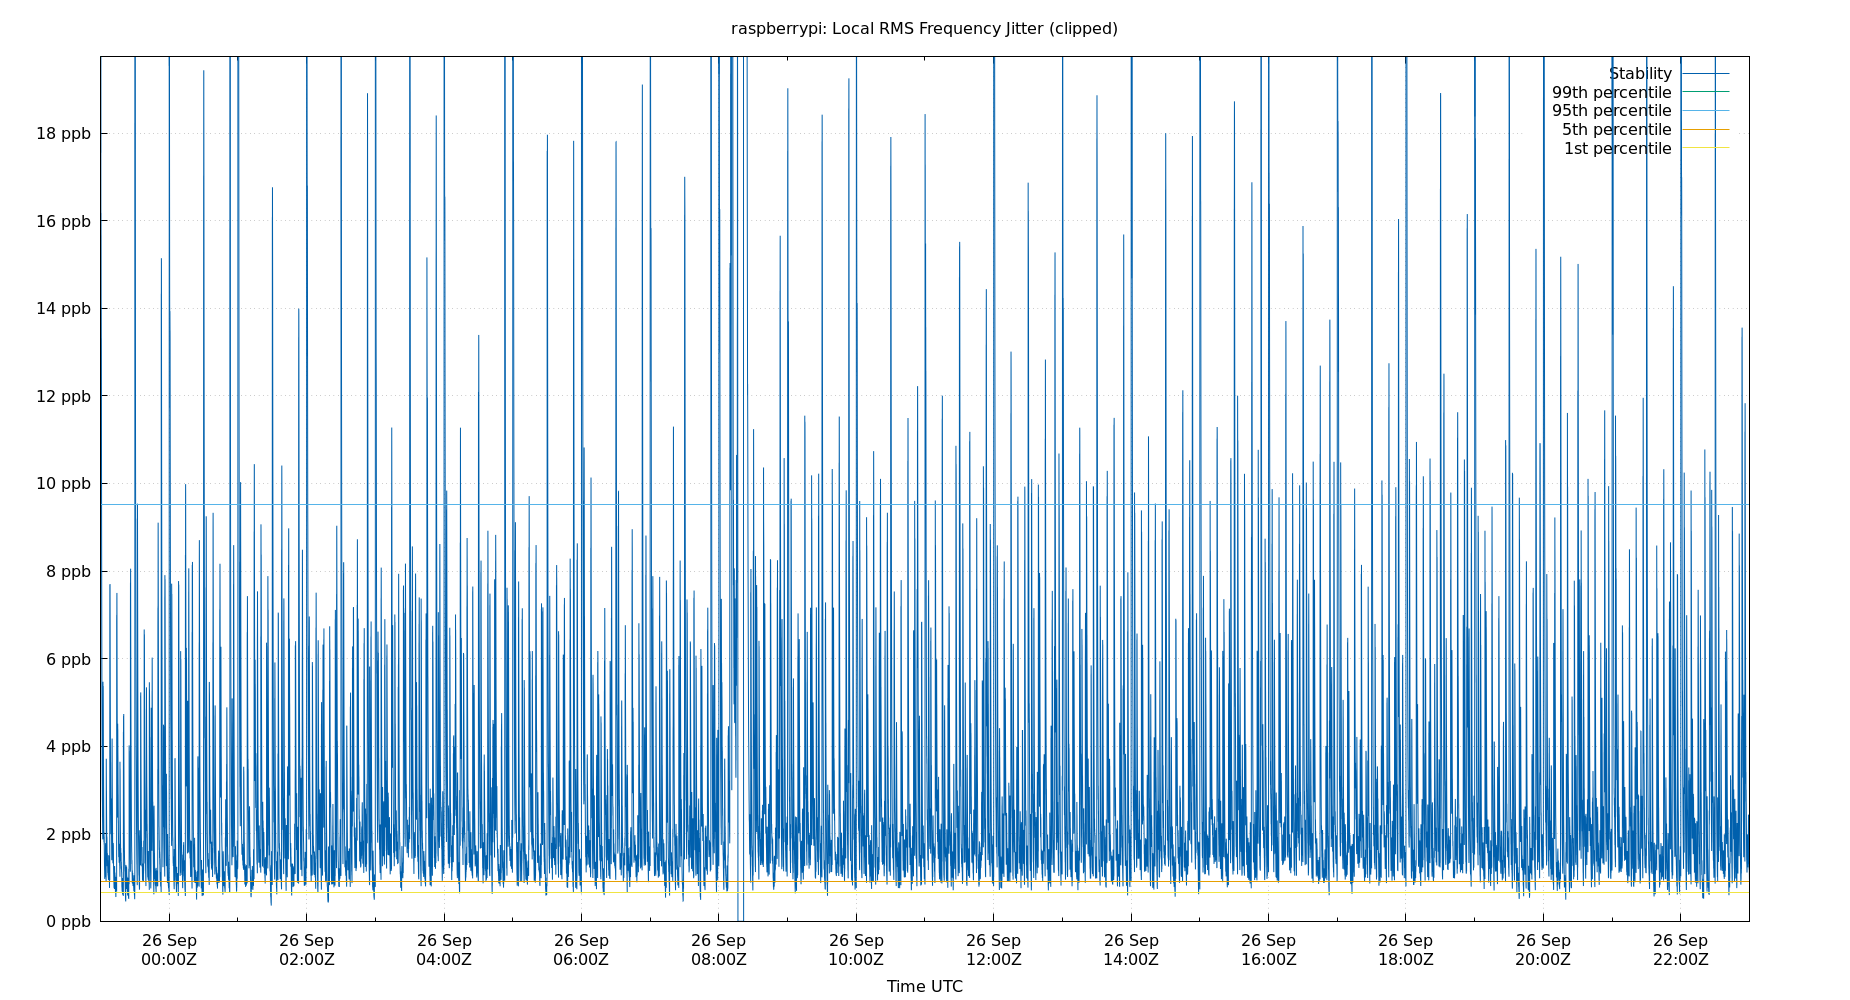 raspberrypi: Local RMS Frequency Jitter (clipped)
Stability
99th percentile
95th percentile
5th percentile
1st percentile
18 ppb
16 ppb
14 ppb
12 ppb
10 ppb
8 ppb
6 ppb
4 ppb
2 ppb
0 ppb
26 Sep 26 Sep 26 Sep 26 Sep 26 Sep 26 Sep 26 Sep 26 Sep 26 Sep 26 Sep 26 Sep 26 Sep
00:00Z 02:00Z 04:00Z 06:00Z 08:00Z 10:00Z 12:00Z 14:00Z 16:00Z 18:00Z 20:00Z 22:00Z
Time UTC